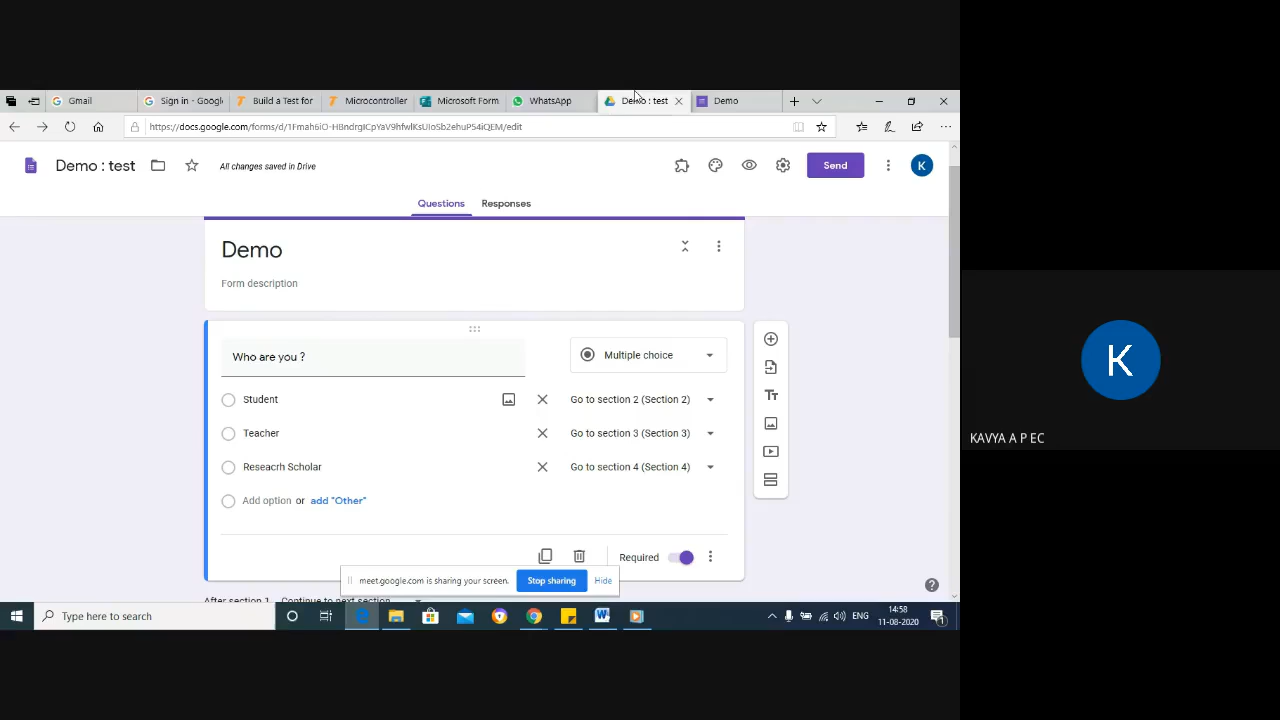 Gmail
Sign in - Google
Build a Test for
Microcontroller
Microsoft Form
WhatsApp
Demo : test
Demo
https://docs.google.com/forms/d/1Fmah6iO-HBndrgICpYaV9hfwlKsUIoSb2ehuP54iQEM/edit
Demo : test
All changes saved in Drive
Send
K
Questions
Responses
Demo
Form description
Who are you ?
Multiple choice
Student
Go to section 2 (Section 2)
Teacher
Go to section 3 (Section 3)
Reseacrh Scholar
Go to section 4 (Section 4)
Add option or add "Other"
Required
meet.google.com is sharing your screen.
Stop sharing
Hide
After section 1 Continue to next section
Type here to search
ENG
14:58
11-08-2020
1
K
KAVYA A P EC